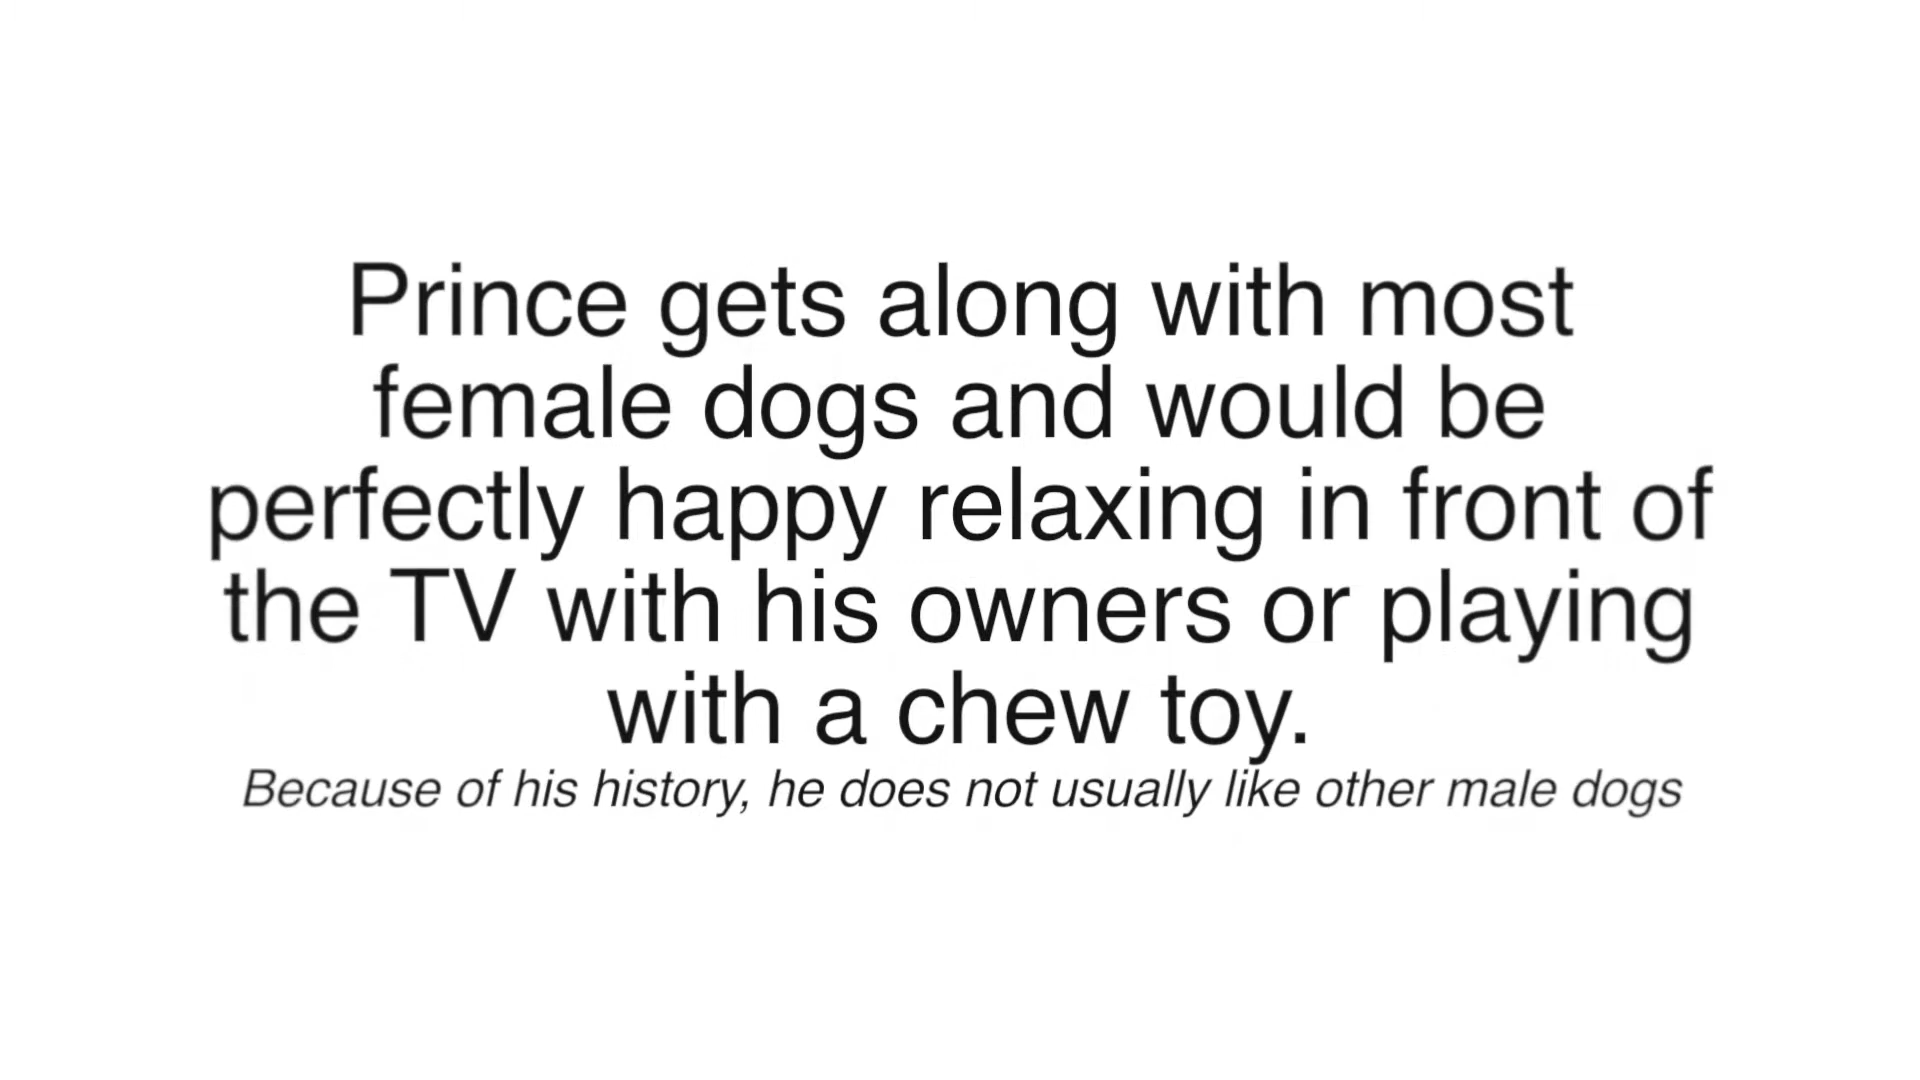 Prince gets along with most
female dogs and would be
perfectly happy relaxing in front of
the TV with his owners or playing
with a chew toy.
Because of his history, he does not usually like other male dogs